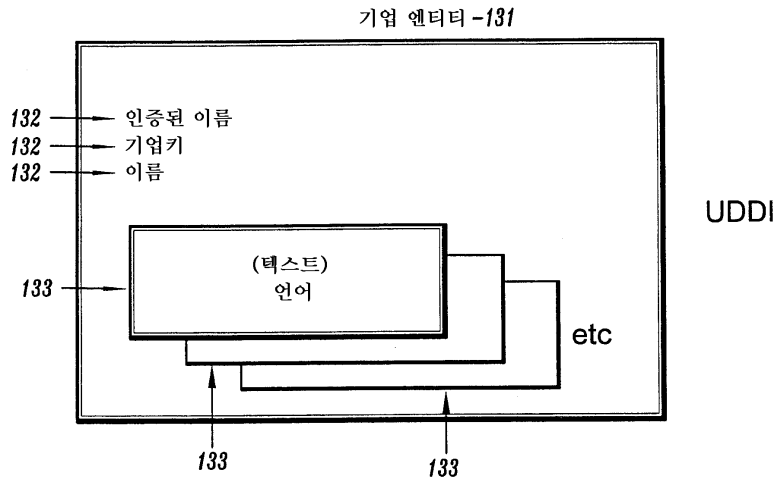 기업 엔티티 -131
132 인증된 이름
132 기업키
132 이름
UDDI
(텍스트)
133 언어
etc
133 133